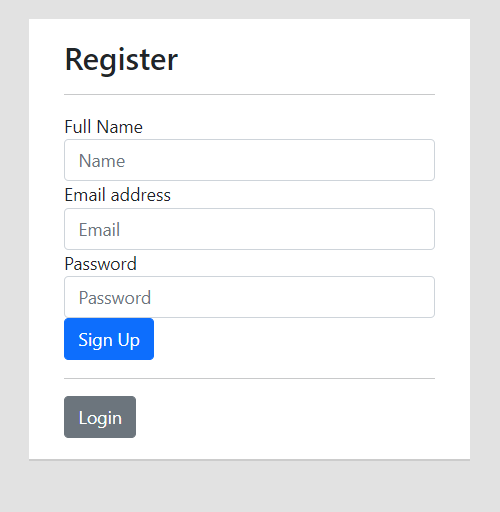 Register
Full Name
Name
Email address
Email
Password
Password
Sign Up
Login